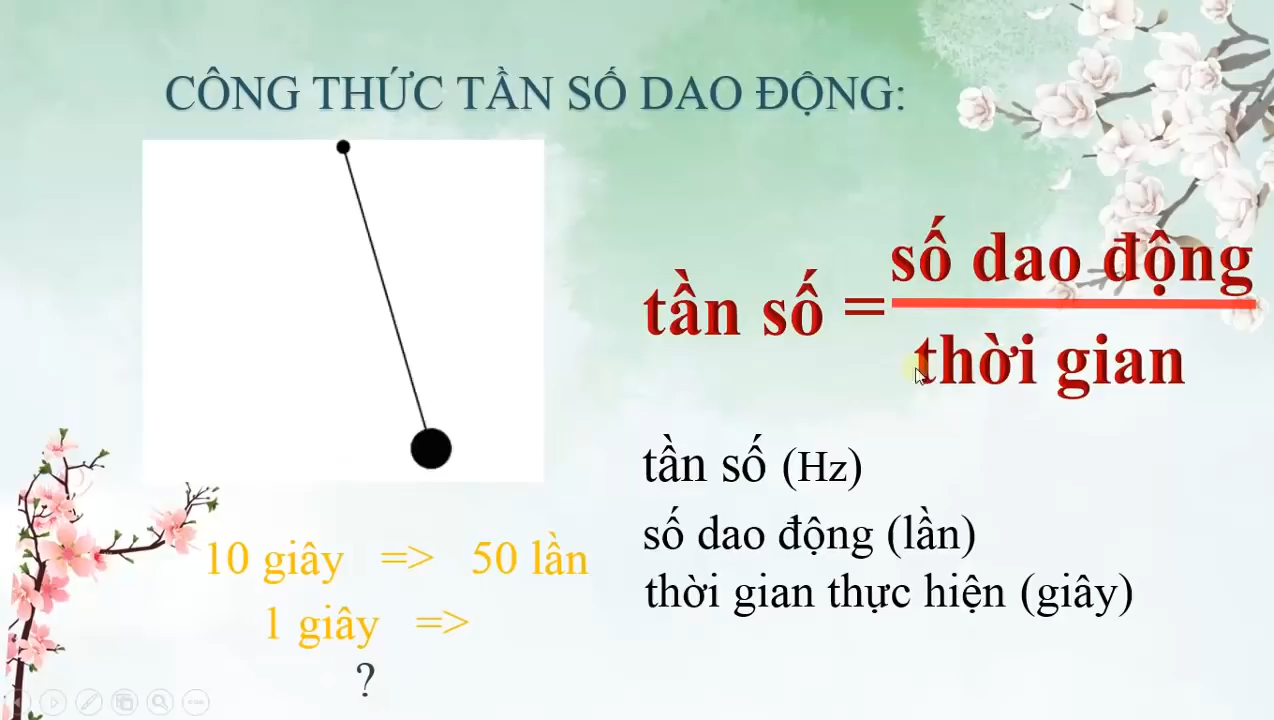 CÔNG THỨC TẦN SỐ DAO ĐỘNG:
số dao động
tần số =
thời gian
tần số (Hz)
số dao động (lần)
thời gian thực hiện (giây)
10 giây => 50 lần
1 giây =>
?